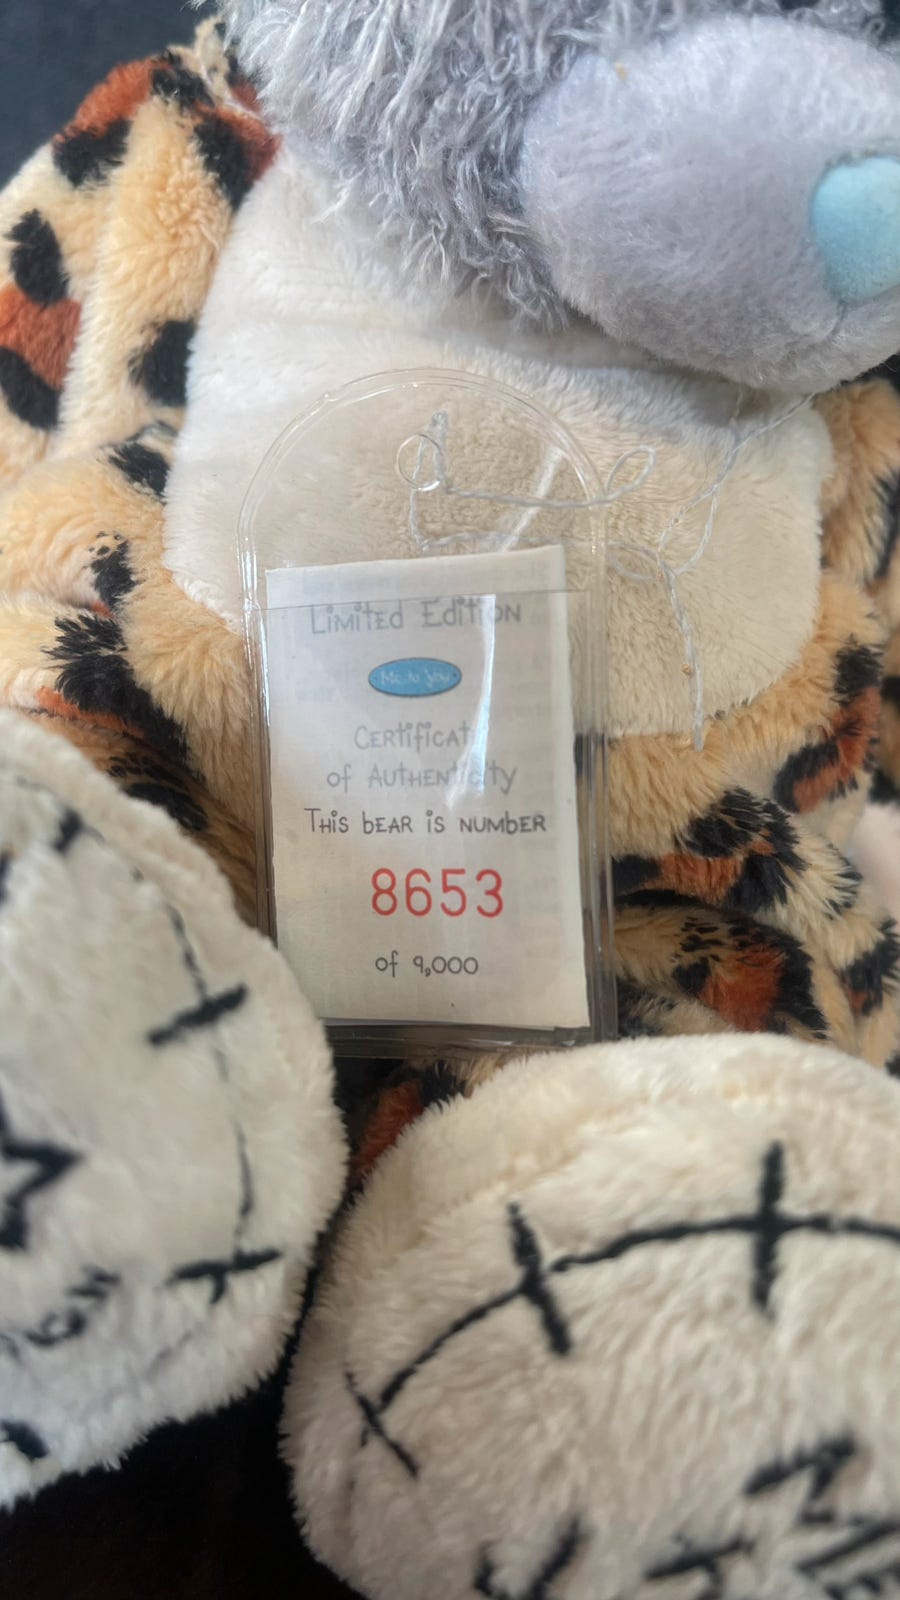 Limited Edition
Me to You
Certificate
of Authenticity
This bear is number
8653
of 9,000